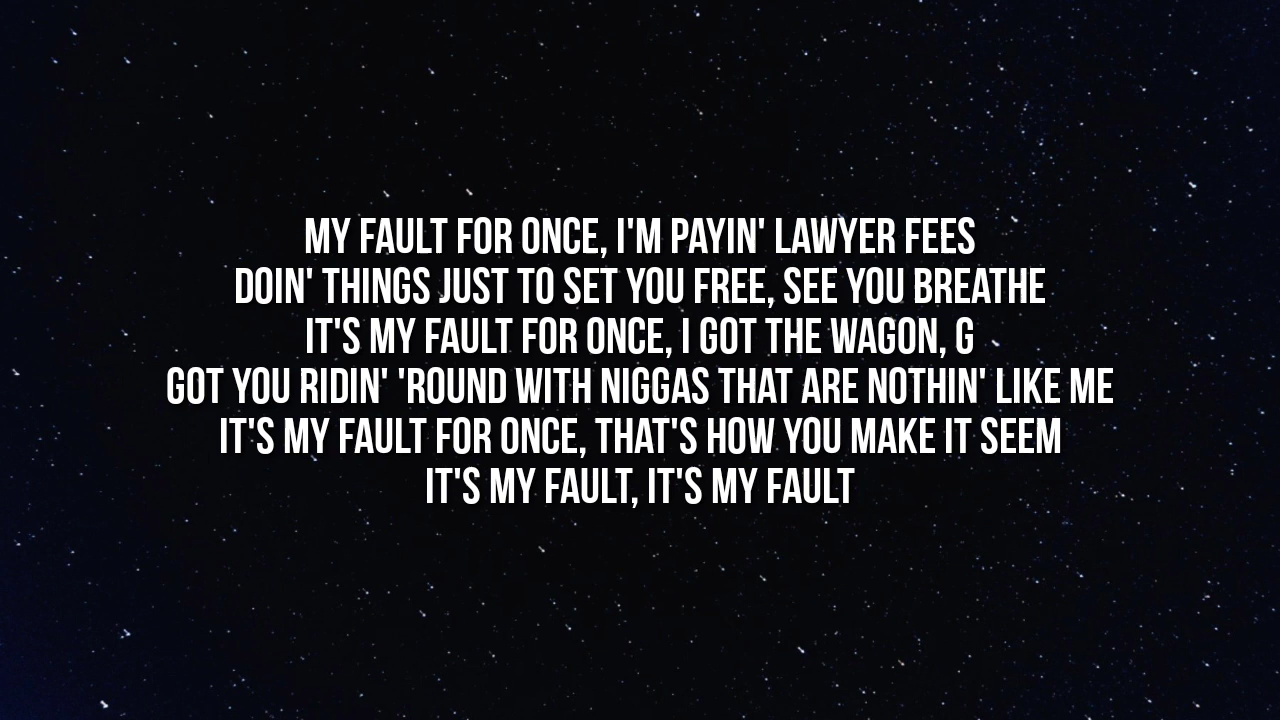 MY FAULT FOR ONCE, I'M PAYIN' LAWYER FEES
DOIN' THINGS JUST TO SET YOU FREE, SEE YOU BREATHE
IT'S MY FAULT FOR ONCE, I GOT THE WAGON, G
GOT YOU RIDIN' 'ROUND WITH NIGGAS THAT ARE NOTHIN' LIKE ME
IT'S MY FAULT FOR ONCE, THAT'S HOW YOU MAKE IT SEEM
IT'S MY FAULT, IT'S MY FAULT